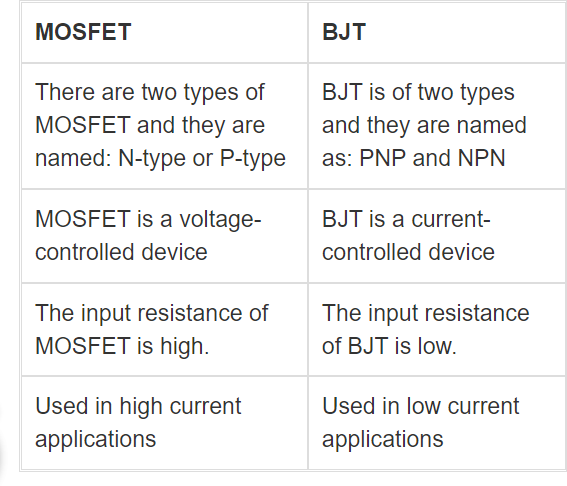 MOSFET
BJT
There are two types of
MOSFET and they are
named: N-type or P-type
BJT is of two types
and they are named
as: PNP and NPN
MOSFET is a voltage-
controlled device
BJT is a current-
controlled device
The input resistance of
MOSFET is high.
The input resistance
of BJT is low.
Used in high current
applications
Used in low current
applications